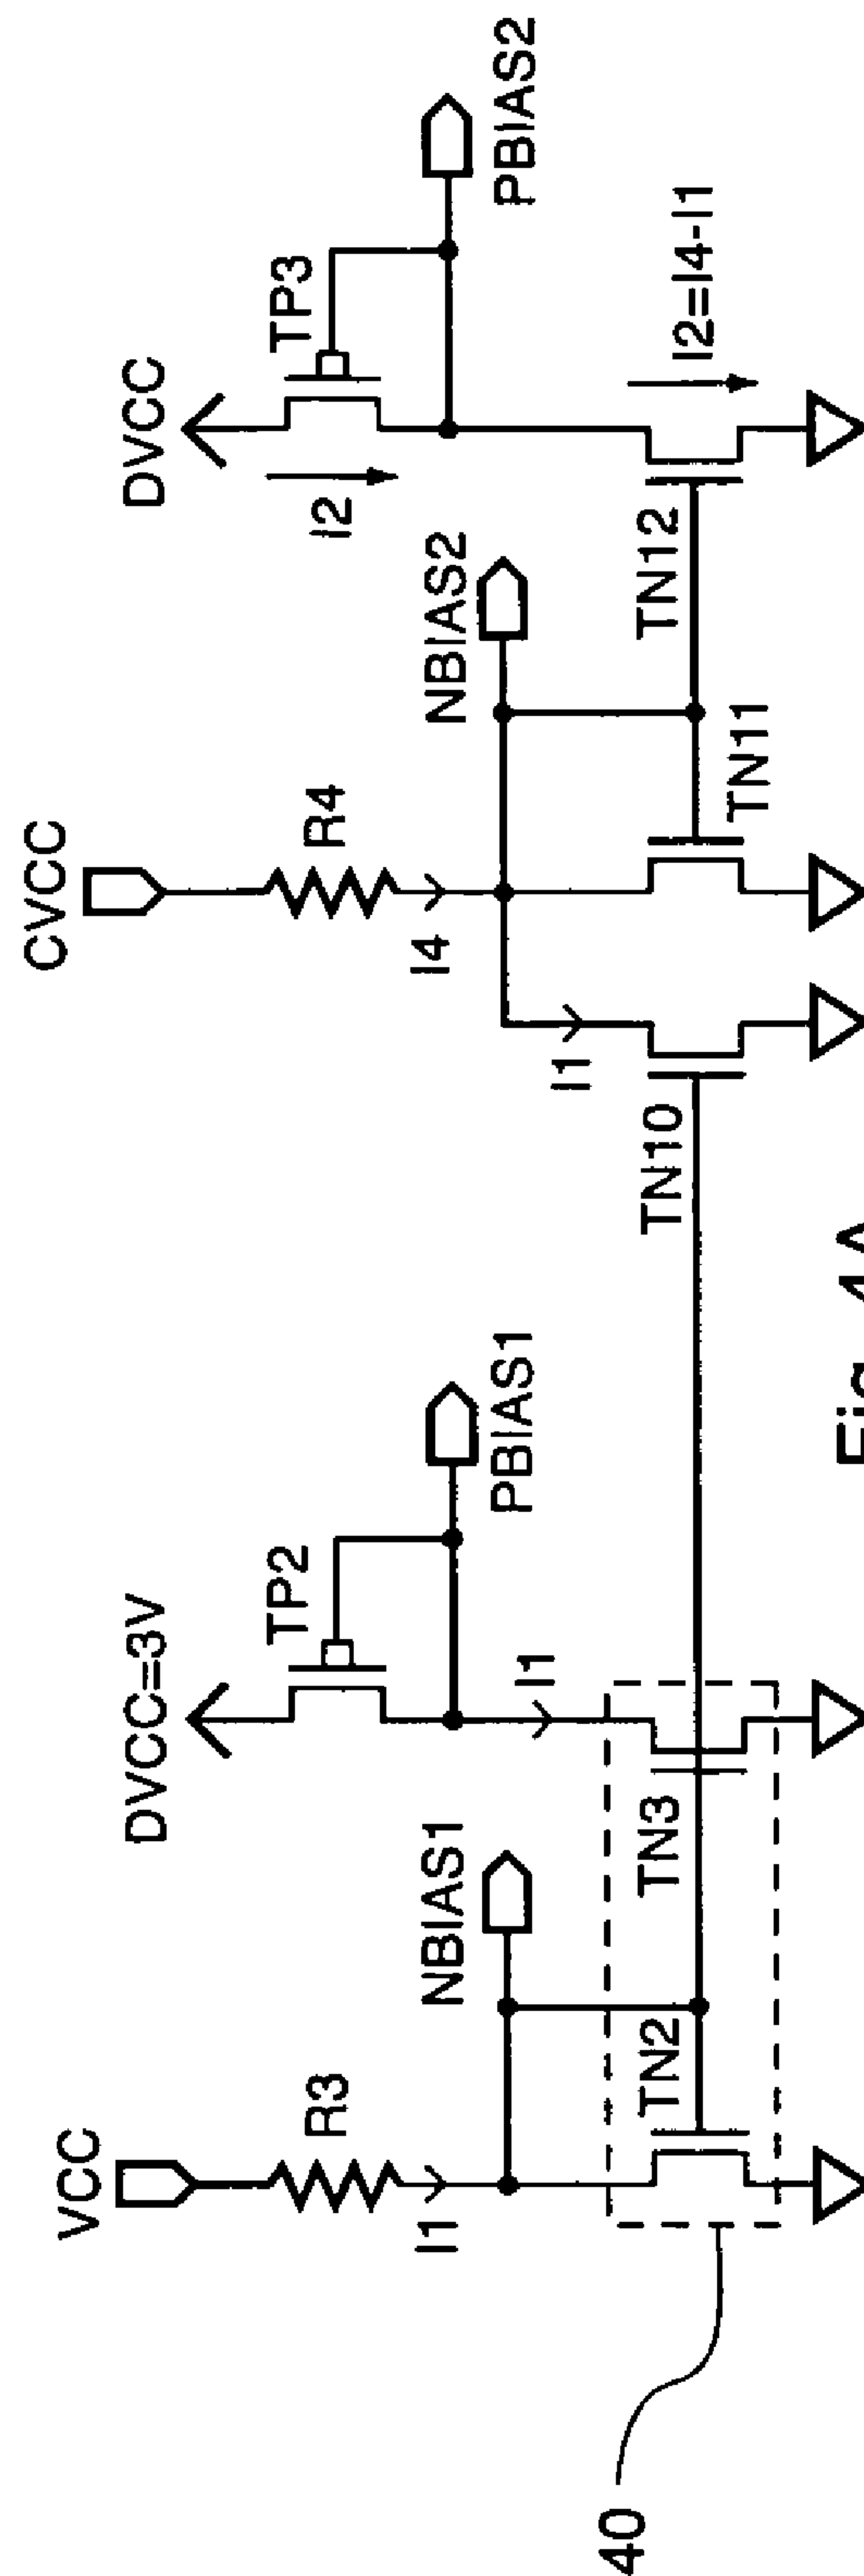 VCC
R3
I1
NBIAS1
TN2
40
DVCC=3V
TP2
PBIAS1
I1
TN3
CVCC
R4
I4
NBIAS2
I1
TN10
TN11
DVCC
TP3
I2
PBIAS2
TN12
I2=I4-I1